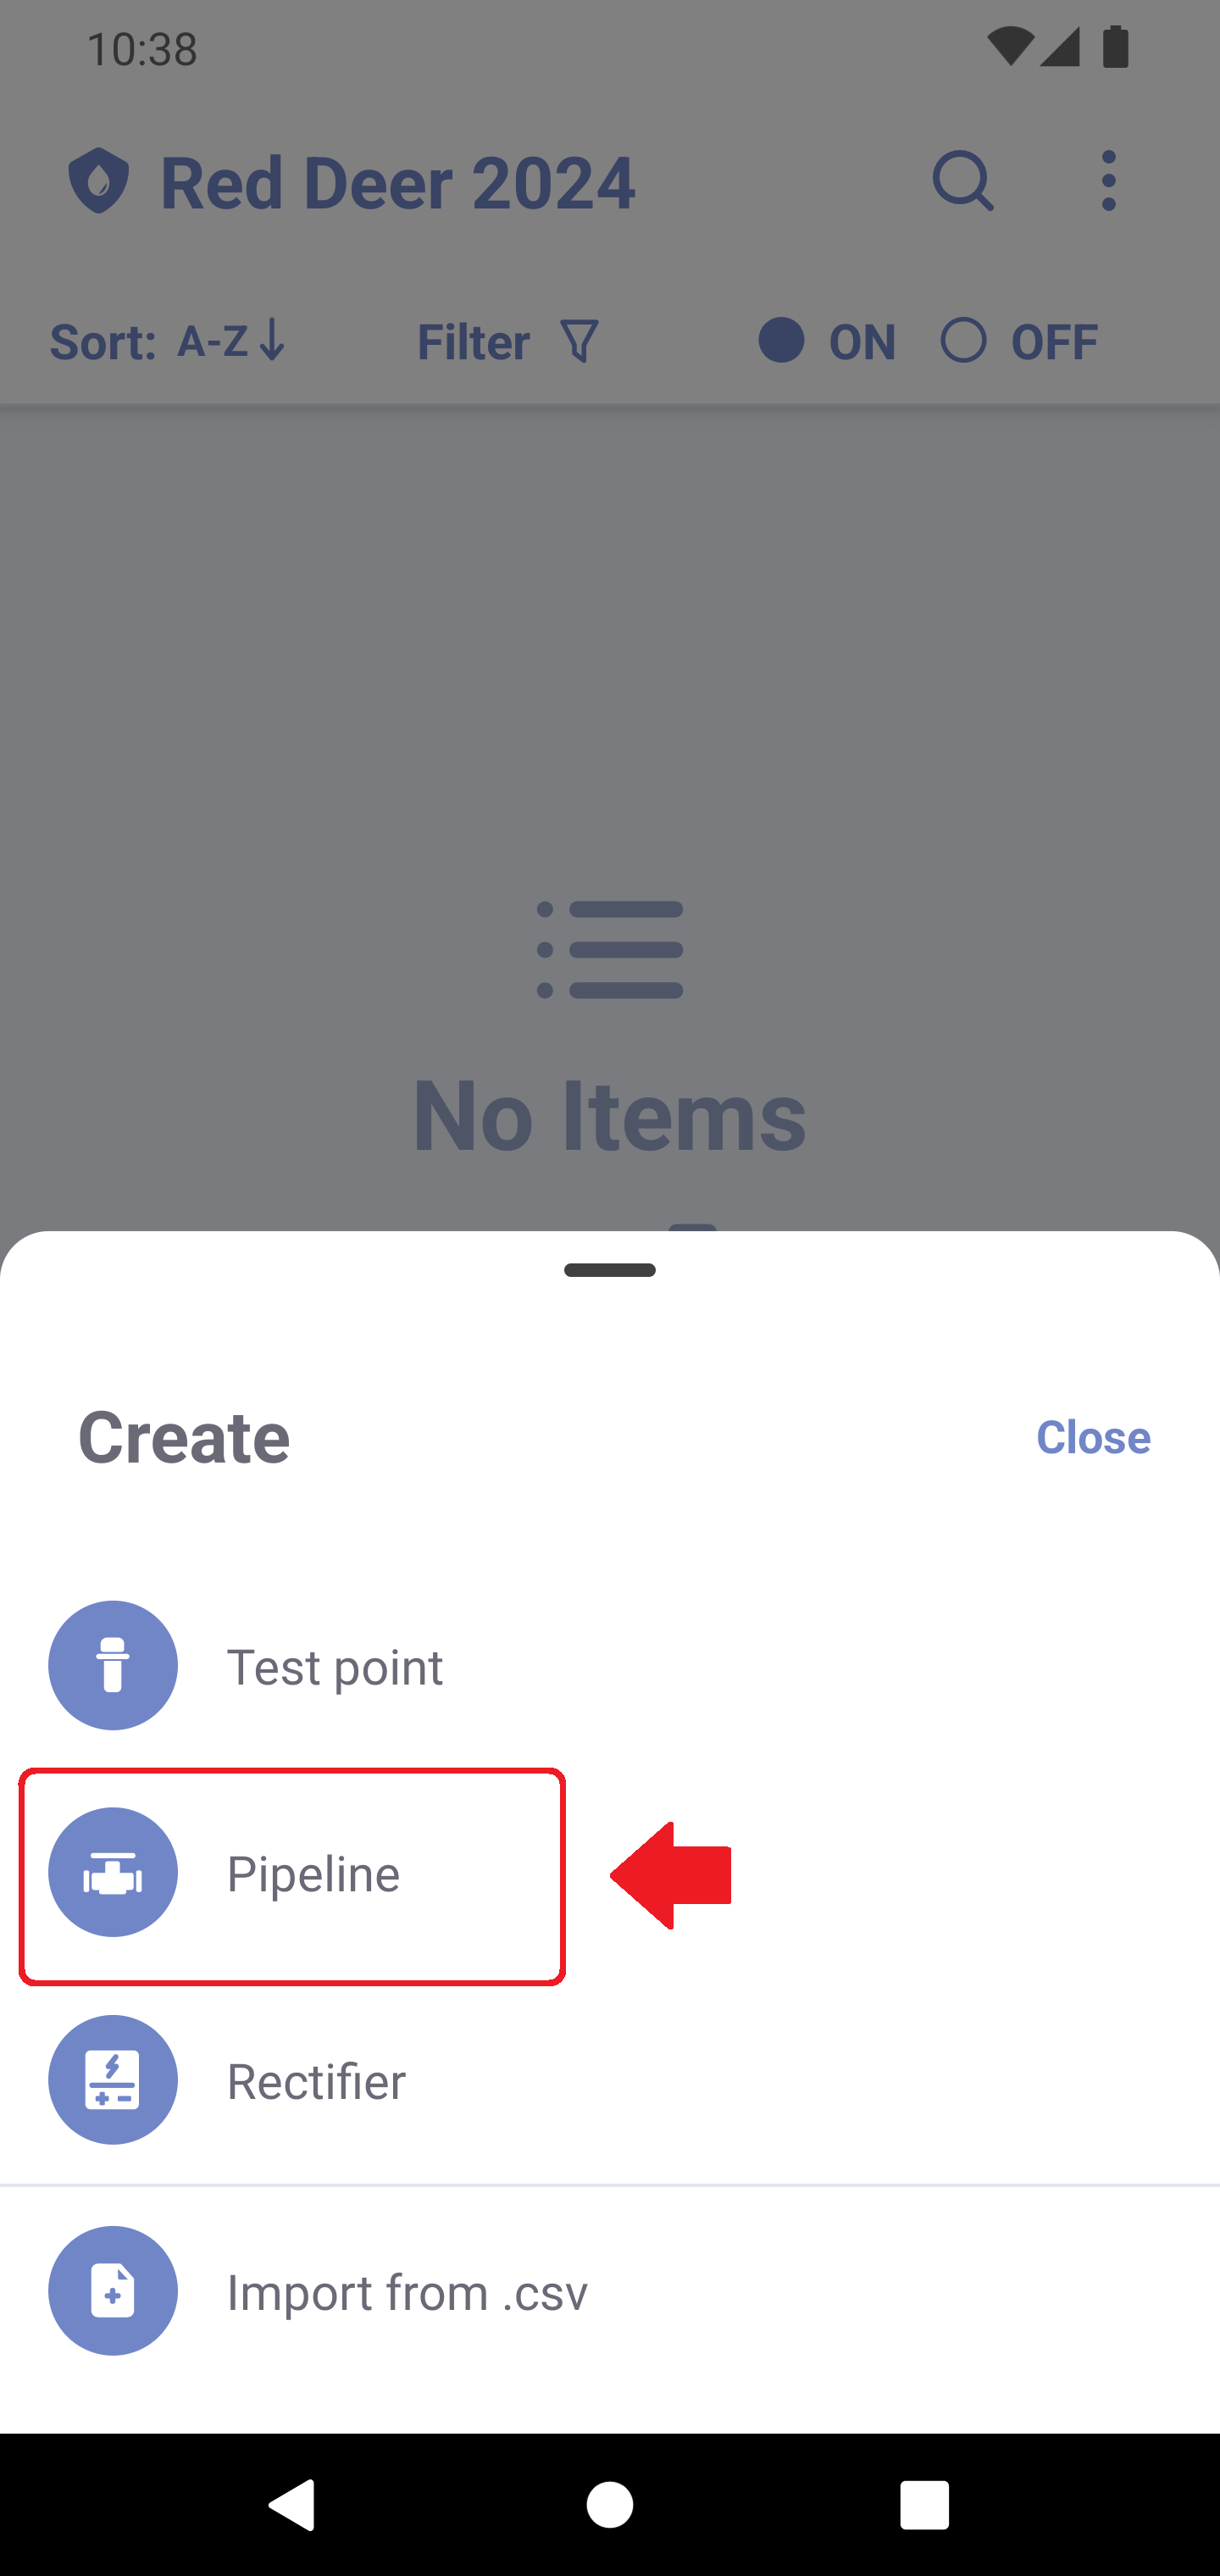 10:38
Red Deer 2024
Sort: A-Z Filter ON OFF
No Items
Create Close
Test point
Pipeline
Rectifier
Import from .csv